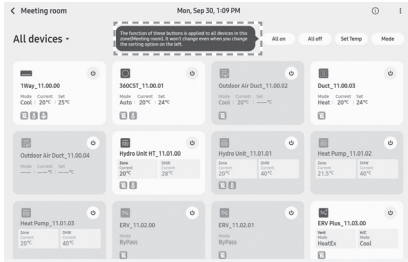 Meeting room
Mon, Sep 30, 1:09 PM
All devices
The function of these buttons is applied to all devices in this zone(Meeting room). It won't change even when you change the sorting option on the left.
All on
All off
Set Temp
Mode
1Way_11.00.00
Mode Current Set
Cool 20°C 25°C
360CST_11.00.01
Mode Current Set
Auto 20°C 24°C
Outdoor Air Duct_11.00.02
Mode Current Set
Cool 20°C ——°C
Duct_11.00.03
Mode Current Set
Heat 20°C 24°C
Outdoor Air Duct_11.00.04
Mode Current Set
—— ——°C ——°C
Hydro Unit HT_11.01.00
Zone DHW
Current Current
20°C 28°C
Hydro Unit_11.01.01
Zone DHW
Current Current
20°C 40°C
Heat Pump_11.01.02
Zone DHW
Current Current
21.5°C 40°C
Heat Pump_11.01.03
Zone DHW
Current Current
20°C 40°C
ERV_11.02.00
Mode
ByPass
ERV_11.02.01
Mode
ByPass
ERV Plus_11.03.00
Vent A/C
Mode Mode
HeatEx Cool